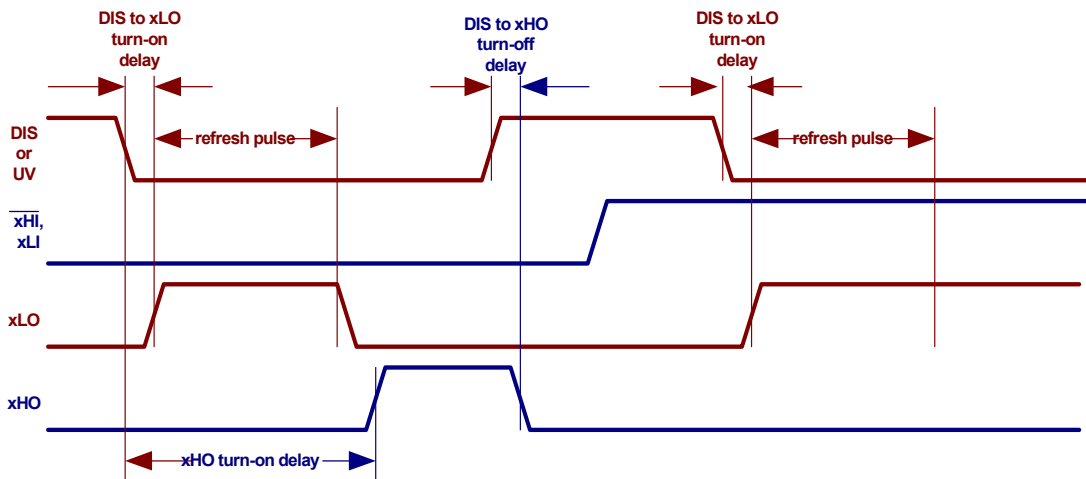 DIS to xLO
turn-on
delay
DIS to xHO
turn-off
delay
DIS to xLO
turn-on
delay
DIS
or
UV
refresh pulse
refresh pulse
xHI,
xLI
xLO
xHO
xHO turn-on delay